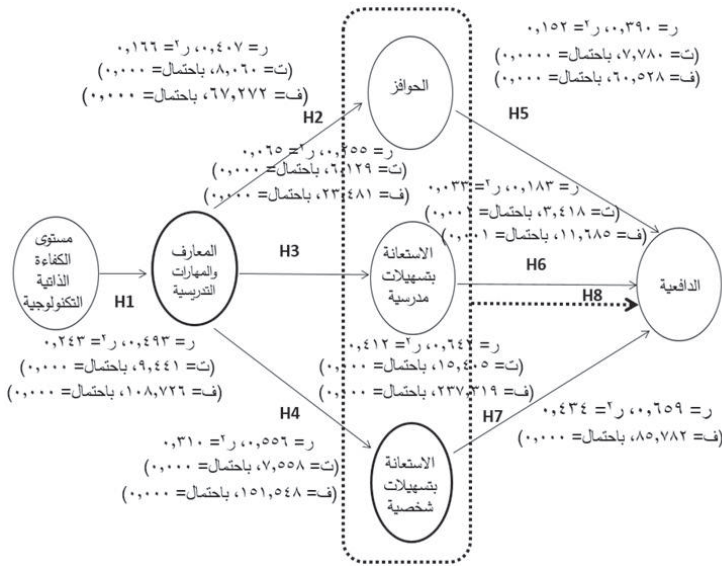 ر= ٠,٤٠٧، ر٢= ٠,١٦٦
(ت= ٨,٠٦٠، باحتمال= ٠,٠٠٠)
(ف= ٦٧,٢٧٢، باحتمال= ٠,٠٠٠)
ر= ٠,٣٩٠، ر٢= ٠,١٥٢
(ت= ٧,٧٨٠، باحتمال= ٠,٠٠٠٠)
(ف= ٦٠,٥٢٨، باحتمال= ٠,٠٠٠)
الحوافز
H2
H5
ر٢= ٠,٠٦٥
(ت= ٦,١٢٩، باحتمال= ٠,٠٠٠)
(ف= ٢٣,٤٨١، باحتمال= ٠,٠٠٠)
ر= ٠,١٨٣، ر٢= ٠,٠٣٣
(ت= ٣,٤١٨، باحتمال= ٠,٠٠١)
(ف= ١١,٦٨٥، باحتمال= ٠,٠٠١)
مستوى
الكفاءة
الذاتية
التكنولوجية
H1
المعارف
والمهارات
التدريسية
H3
الاستعانة
بتسهيلات
مدرسية
H6
H8
الدافعية
ر= ٠,٤٩٣، ر٢= ٠,٢٤٣
(ت= ٩,٤٤١، باحتمال= ٠,٠٠٠)
(ف= ١٠٨,٧٢٦، باحتمال= ٠,٠٠٠)
ر٢= ٠,٤١٢
(ت= ١٥,٤٠٥، باحتمال= ٠,٠٠٠)
(ف= ٢٣٧,٣١٩، باحتمال= ٠,٠٠٠)
H4
H7
ر= ٠,٥٥٦، ر٢= ٠,٣١٠
(ت= ٧,٥٥٨، باحتمال= ٠,٠٠٠)
(ف= ١٥١,٥٤٨، باحتمال= ٠,٠٠٠)
الاستعانة
بتسهيلات
شخصية
ر= ٠,٦٥٩، ر٢= ٠,٤٣٤
(ف= ٨٥,٧٨٢، باحتمال= ٠,٠٠٠)